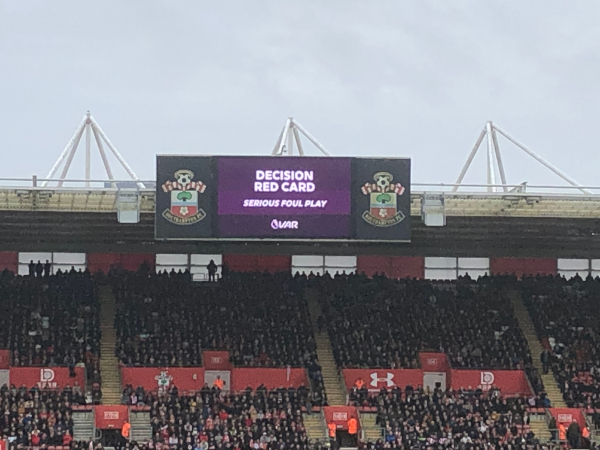 DECISION
RED CARD
SERIOUS FOUL PLAY
VAR